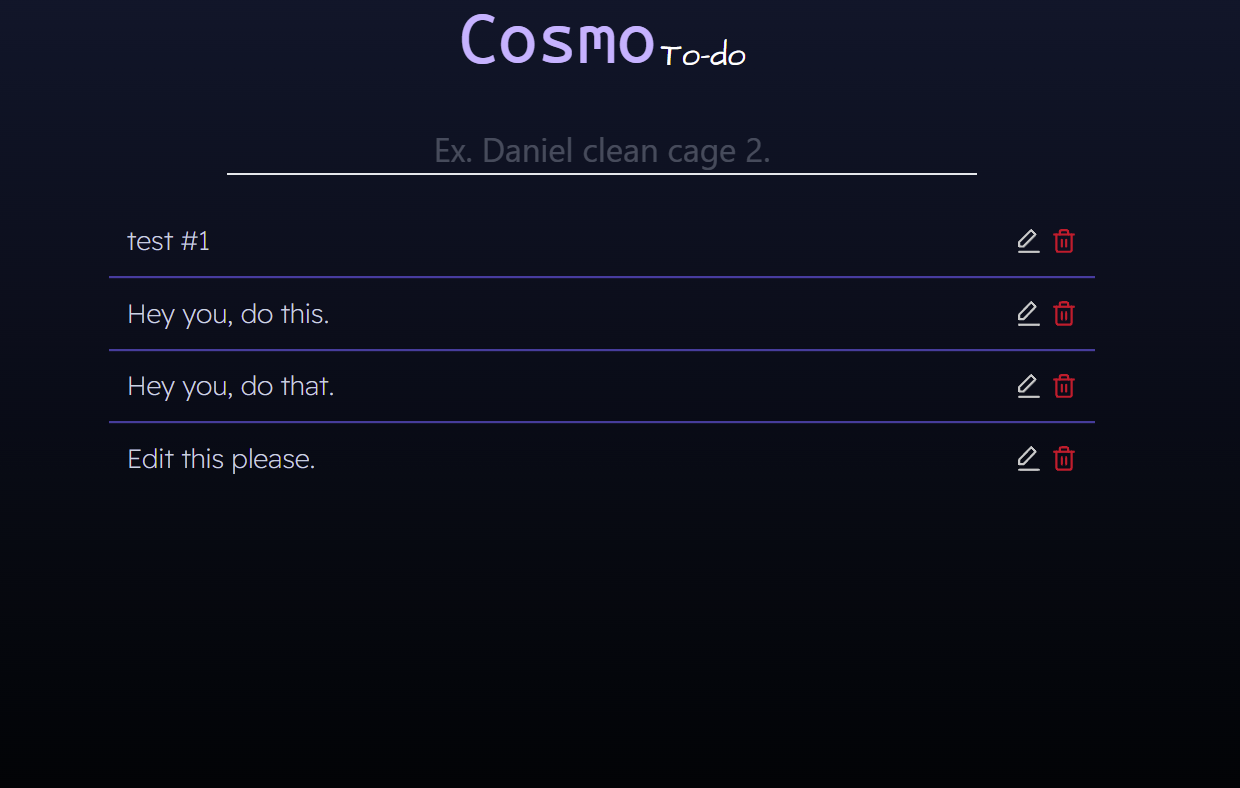 Cosmo To-do
Ex. Daniel clean cage 2.
test #1
Hey you, do this.
Hey you, do that.
Edit this please.